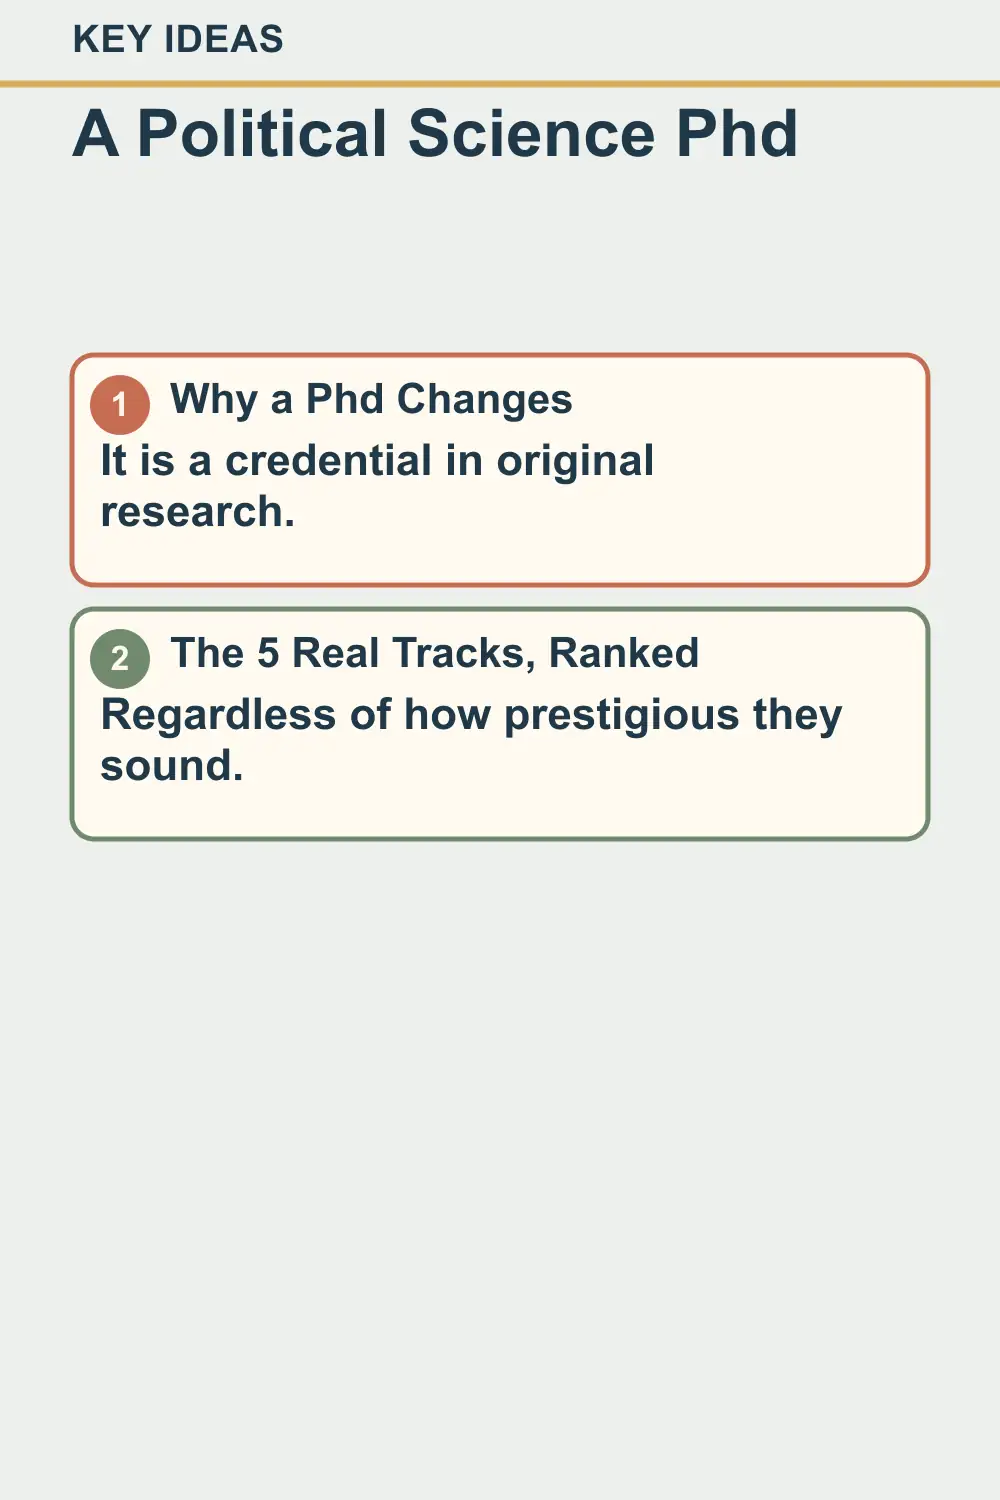 KEY IDEAS
A Political Science Phd
1 Why a Phd Changes
It is a credential in original
research.
2 The 5 Real Tracks, Ranked
Regardless of how prestigious they
sound.